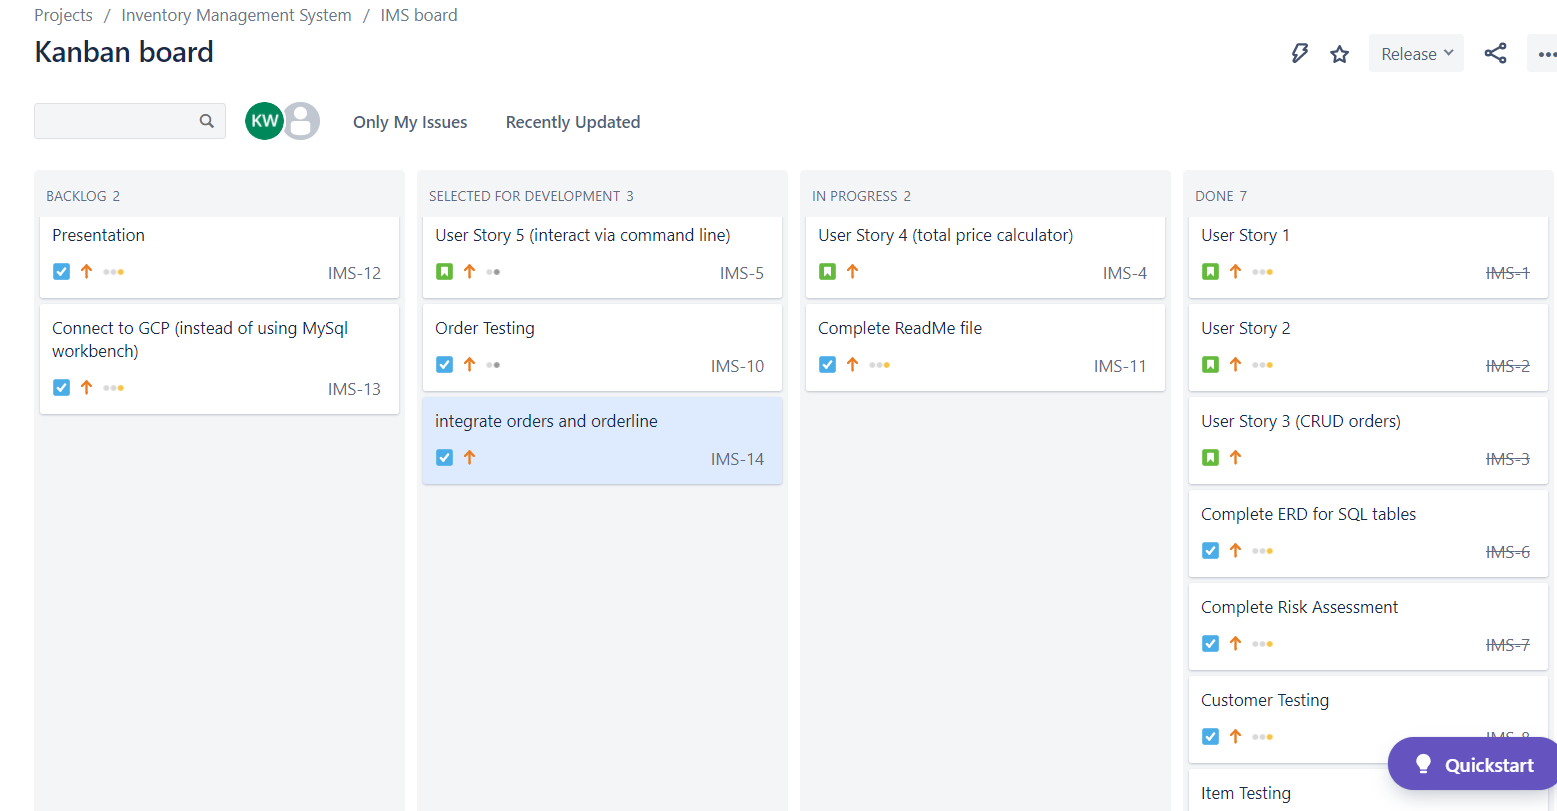 Projects / Inventory Management System / IMS board
Kanban board
Release
KW
Only My Issues
Recently Updated
BACKLOG 2
Presentation
IMS-12
Connect to GCP (instead of using MySql
workbench)
IMS-13
SELECTED FOR DEVELOPMENT 3
User Story 5 (interact via command line)
IMS-5
Order Testing
IMS-10
integrate orders and orderline
IMS-14
IN PROGRESS 2
User Story 4 (total price calculator)
IMS-4
Complete ReadMe file
IMS-11
DONE 7
User Story 1
IMS-1
User Story 2
IMS-2
User Story 3 (CRUD orders)
IMS-3
Complete ERD for SQL tables
IMS-6
Complete Risk Assessment
IMS-7
Customer Testing
IMS-8
Quickstart
Item Testing